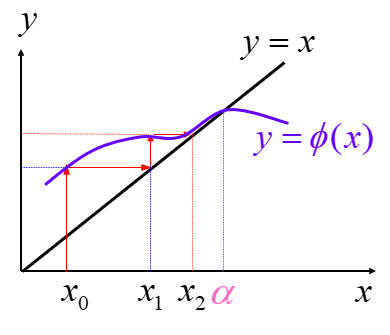 y
y = x
y = ϕ(x)
x₀ x₁ x₂ α x